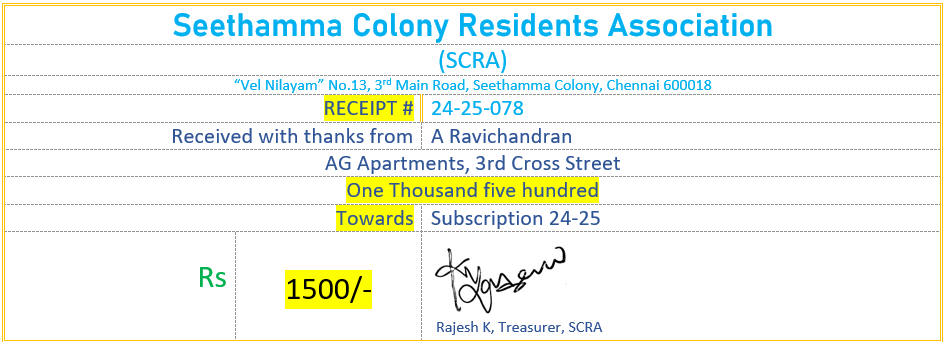 Seethamma Colony Residents Association
(SCRA)
“Vel Nilayam” No.13, 3rd Main Road, Seethamma Colony, Chennai 600018
RECEIPT # 24-25-078
Received with thanks from A Ravichandran
AG Apartments, 3rd Cross Street
One Thousand five hundred
Towards Subscription 24-25
Rs 1500/-
Rajesh K, Treasurer, SCRA